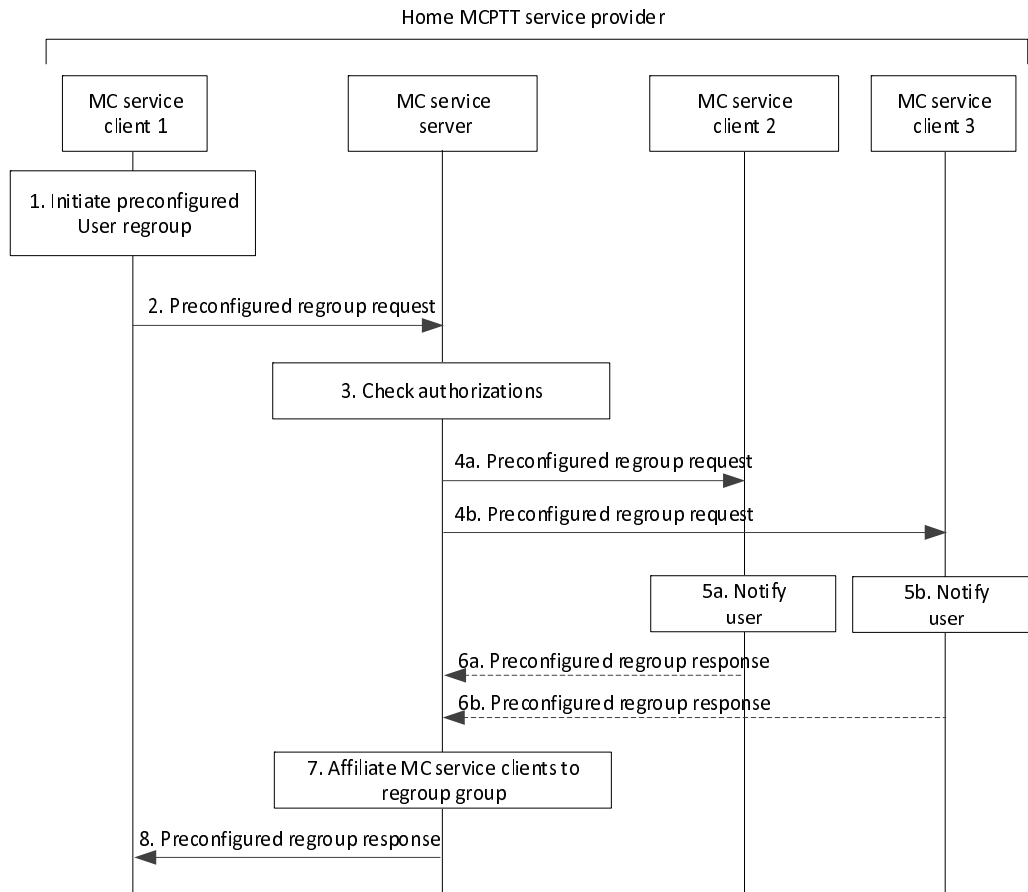 Home MCPTT service provider
MC service
client 1
MC service
server
MC service
client 2
MC service
client 3
1. Initiate preconfigured
User regroup
2. Preconfigured regroup request
3. Check authorizations
4a. Preconfigured regroup request
4b. Preconfigured regroup request
5a. Notify
user
5b. Notify
user
6a. Preconfigured regroup response
6b. Preconfigured regroup response
7. Affiliate MC service clients to
regroup group
8. Preconfigured regroup response